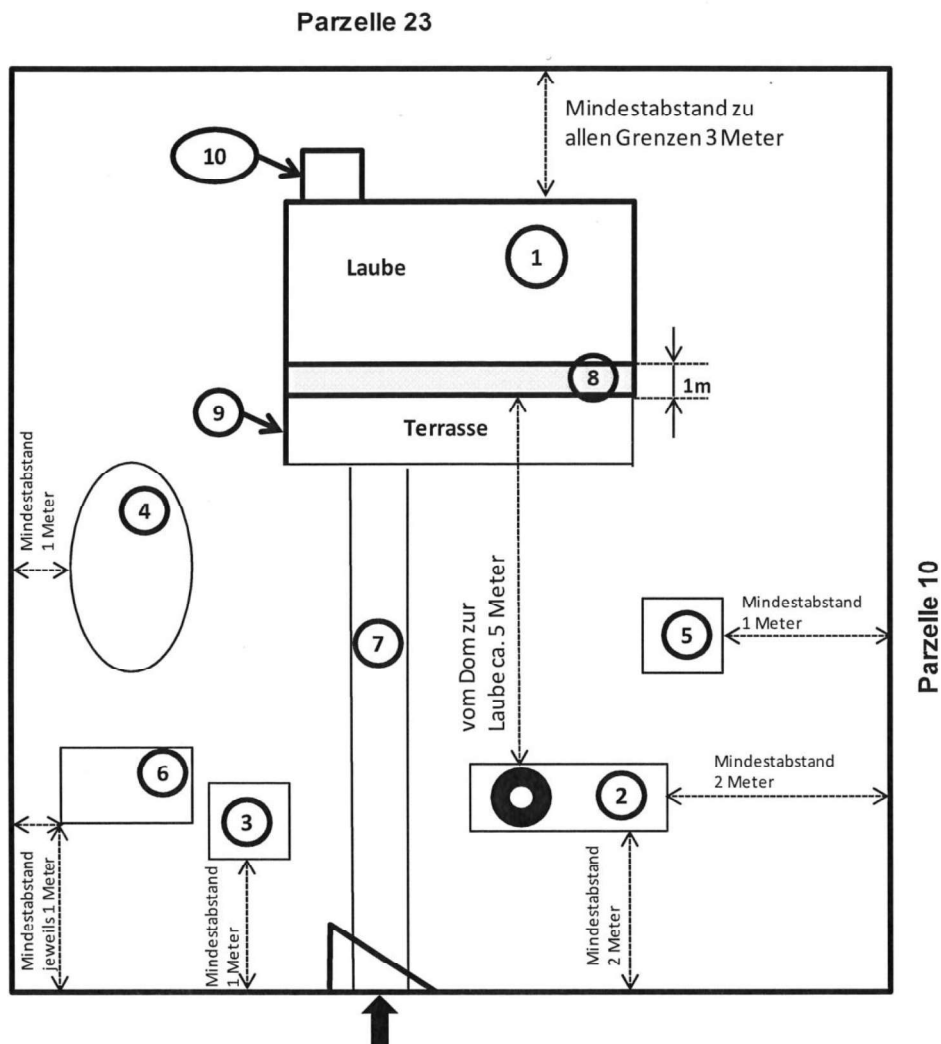 Parzelle 23
Mindestabstand zu
allen Grenzen 3 Meter
10
1
Laube
8
1m
9
Terrasse
Mindestabstand
1 Meter
4
vom Dom zur
Laube ca. 5 Meter
7
5
Mindestabstand
1 Meter
Parzelle 10
6
3
2
Mindestabstand
2 Meter
Mindestabstand
jeweils 1 Meter
Mindestabstand
1 Meter
Mindestabstand
2 Meter